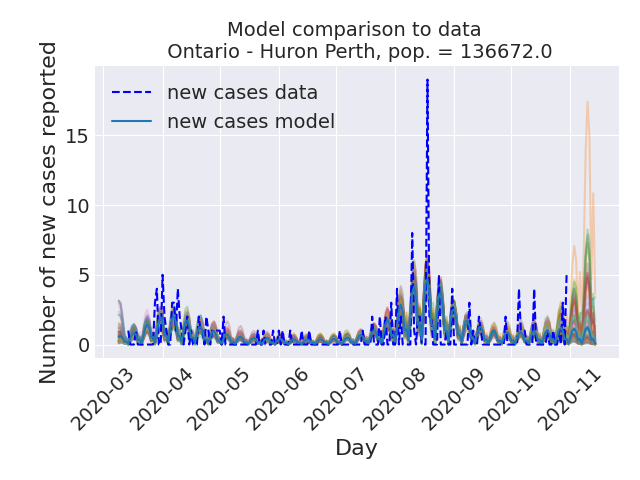 Model comparison to data
Ontario - Huron Perth, pop. = 136672.0
Number of new cases reported
new cases data
new cases model
15
10
5
0
2020-03
2020-04
2020-05
2020-06
2020-07
2020-08
2020-09
2020-10
2020-11
Day